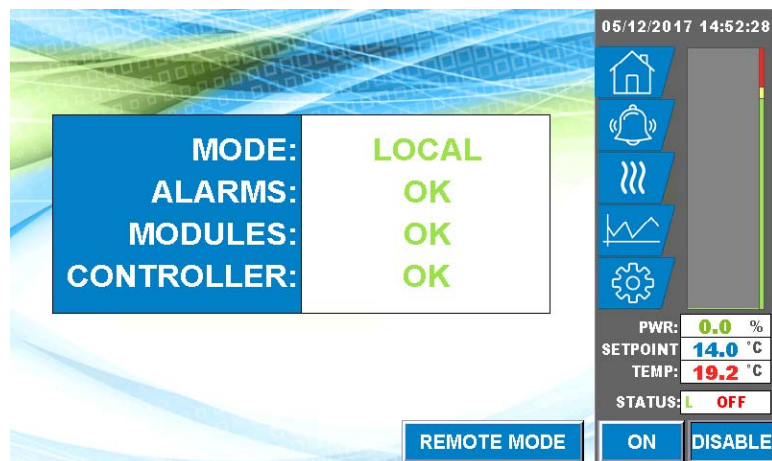 05/12/2017 14:52:28
MODE: LOCAL
ALARMS: OK
MODULES: OK
CONTROLLER: OK
PWR: 0.0 %
SETPOINT 14.0 °C
TEMP: 19.2 °C
STATUS: L OFF
REMOTE MODE ON DISABLE